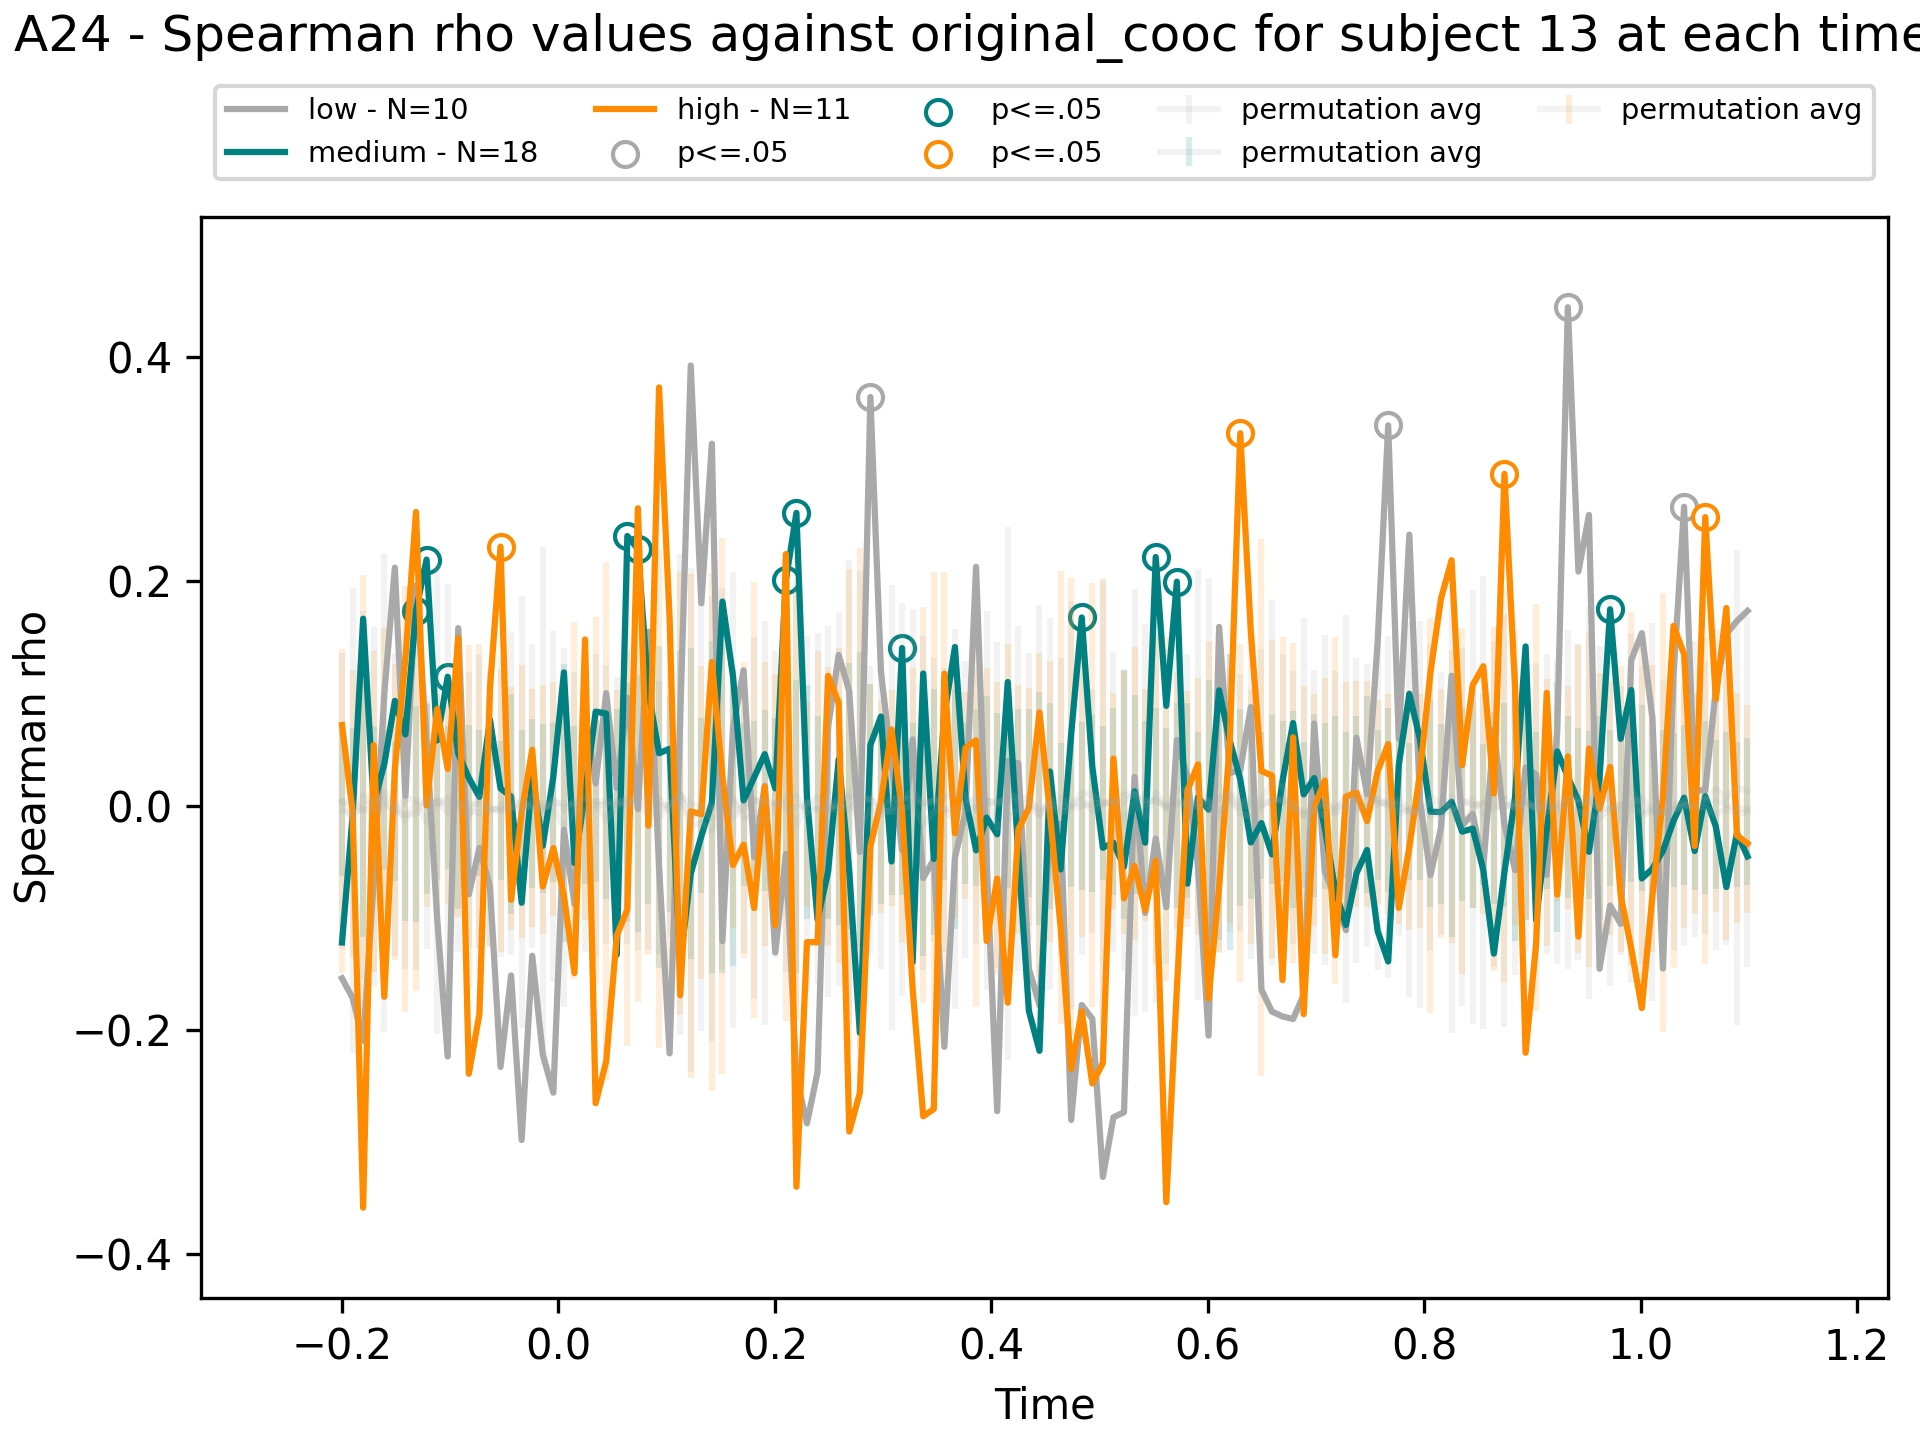 A24 - Spearman rho values against original_cooc for subject 13 at each time
low - N=10
medium - N=18
high - N=11
p<=.05
p<=.05
p<=.05
permutation avg
permutation avg
permutation avg
Spearman rho
0.4
0.2
0.0
−0.2
−0.4
−0.2
0.0
0.2
0.4
0.6
0.8
1.0
1.2
Time